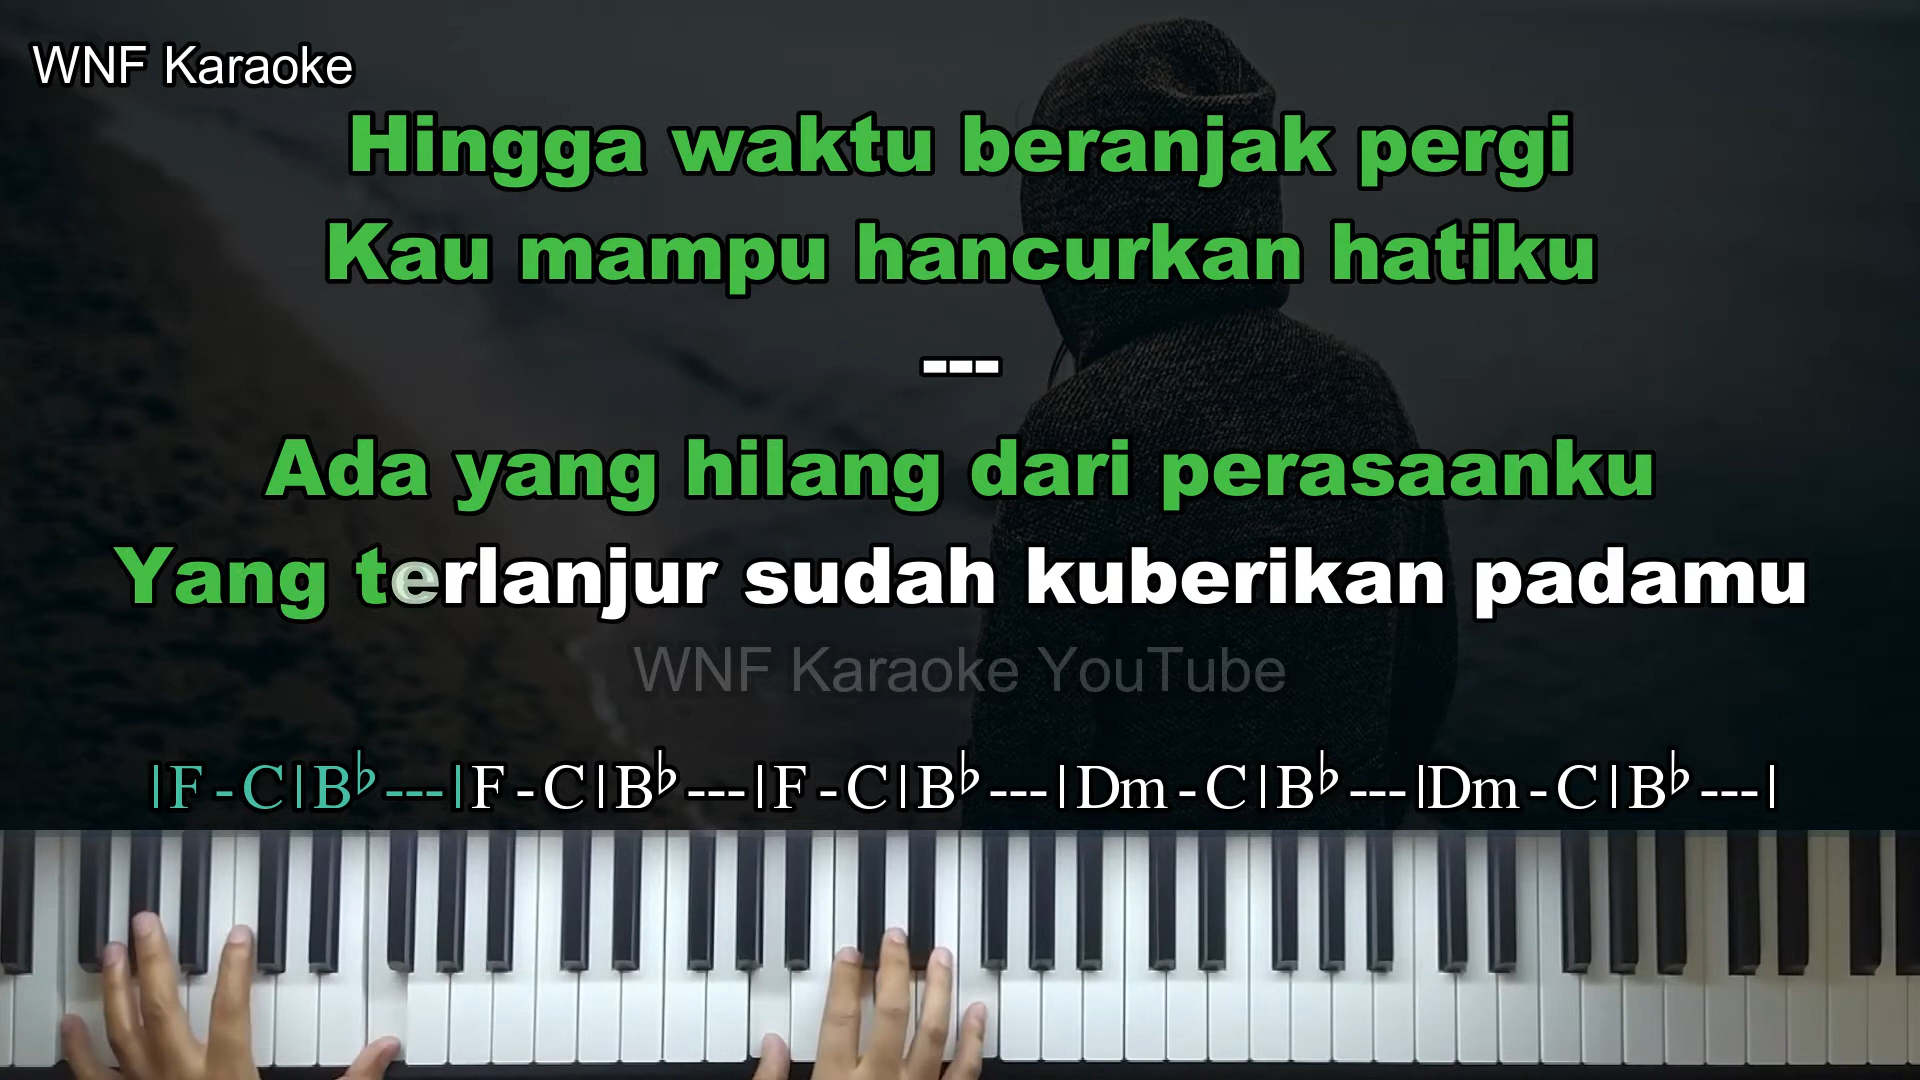 WNF Karaoke
Hingga waktu beranjak pergi
Kau mampu hancurkan hatiku
---
Ada yang hilang dari perasaanku
Yang terlanjur sudah kuberikan padamu
WNF Karaoke YouTube
|F-C|B♭---|F-C|B♭---|F-C|B♭---|Dm-C|B♭---|Dm-C|B♭---|